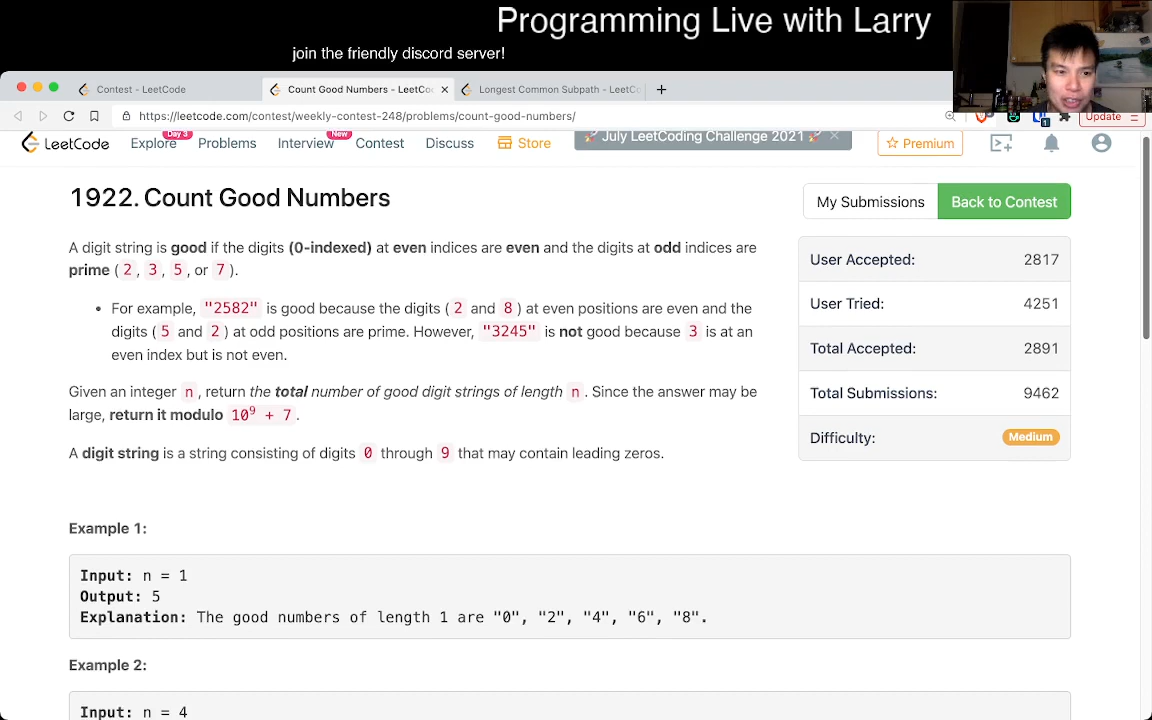 Programming Live with Larry
join the friendly discord server!
Contest - LeetCode
Count Good Numbers - LeetCo
Longest Common Subpath - LeetCo
https://leetcode.com/contest/weekly-contest-248/problems/count-good-numbers/
1
Update
LeetCode
Explore
Day 3
Problems
Interview
New
Contest
Discuss
Store
July LeetCoding Challenge 2021
Premium
1922. Count Good Numbers
My Submissions
Back to Contest
A digit string is good if the digits (0-indexed) at even indices are even and the digits at odd indices are
prime ( 2 , 3 , 5 , or 7 ).
User Accepted: 2817
User Tried: 4251
Total Accepted: 2891
Total Submissions: 9462
Difficulty: Medium
• For example, "2582" is good because the digits ( 2 and 8 ) at even positions are even and the
digits ( 5 and 2 ) at odd positions are prime. However, "3245" is not good because 3 is at an
even index but is not even.
Given an integer n , return the total number of good digit strings of length n . Since the answer may be
large, return it modulo 10⁹ + 7 .
A digit string is a string consisting of digits 0 through 9 that may contain leading zeros.
Example 1:
Input: n = 1
Output: 5
Explanation: The good numbers of length 1 are "0", "2", "4", "6", "8".
Example 2:
Input: n = 4